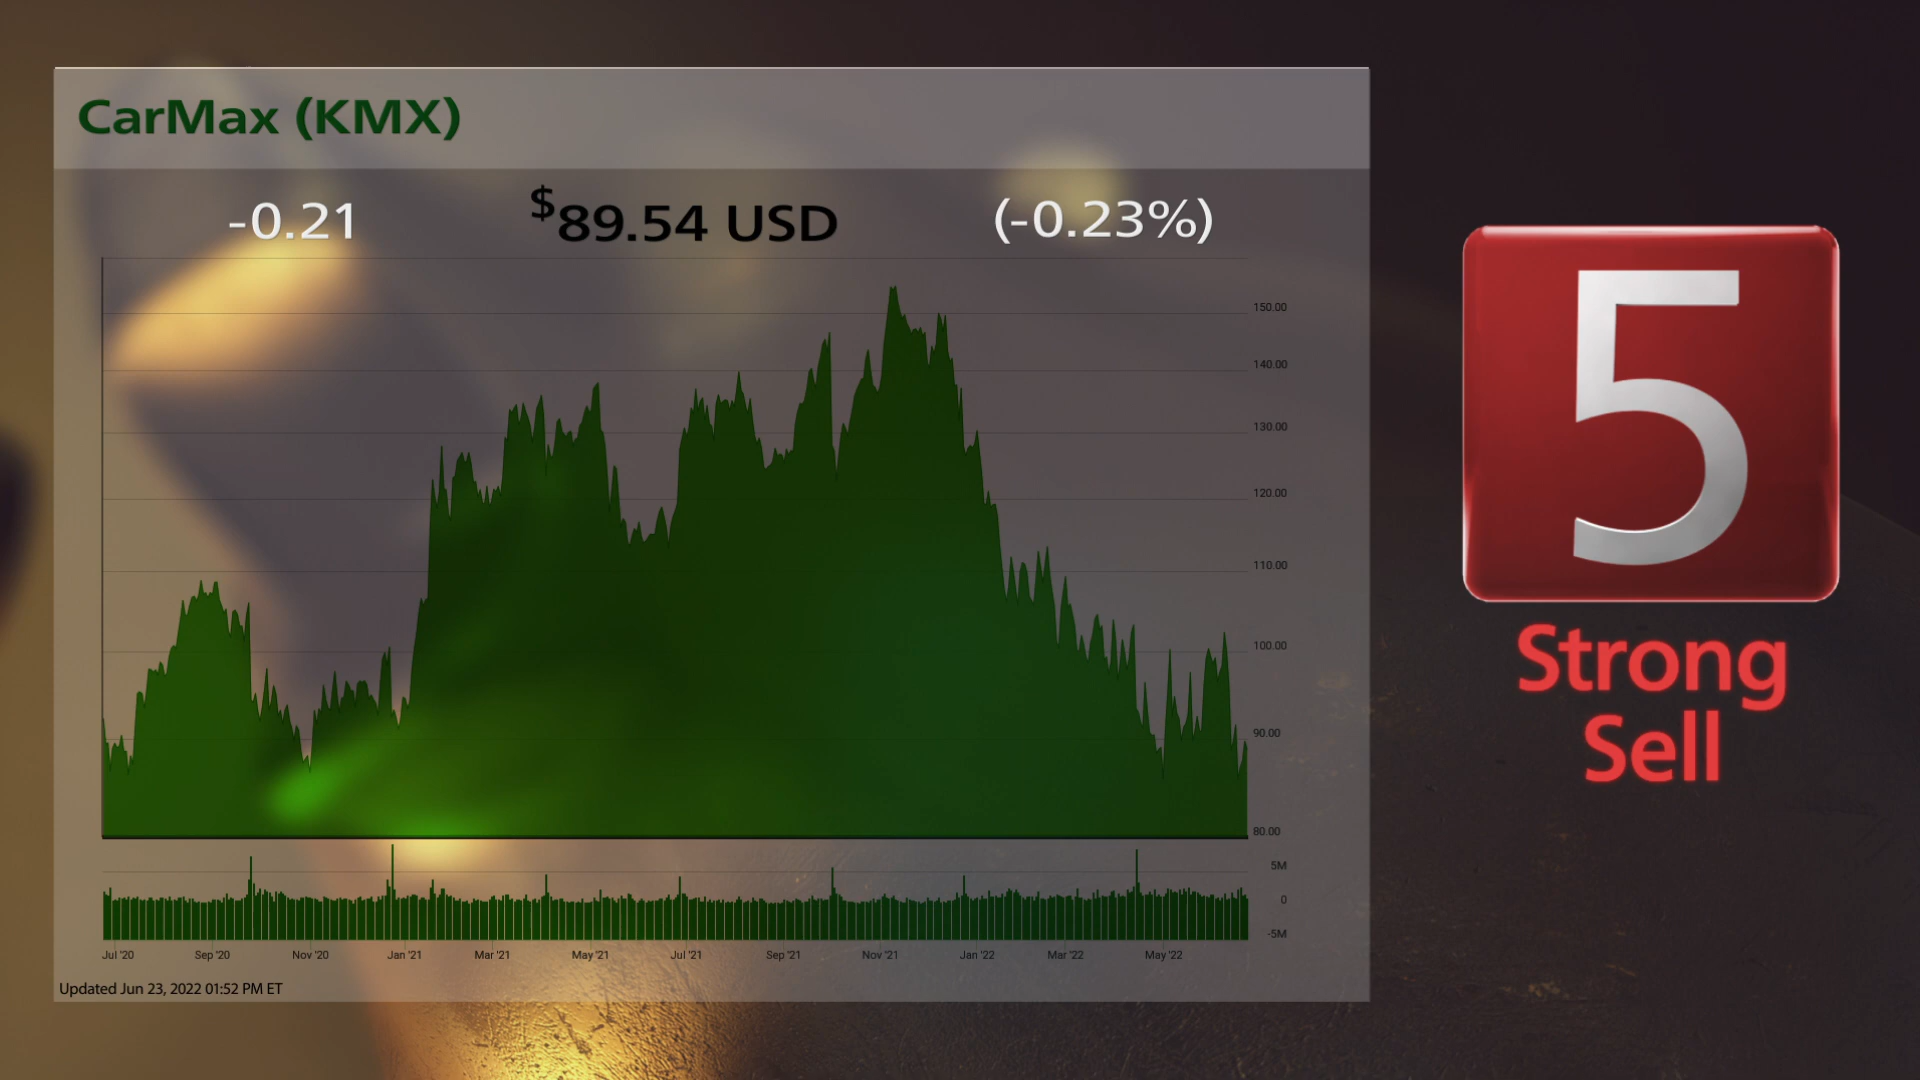 CarMax (KMX)
-0.21 $89.54 USD (-0.23%)
150.00
140.00
130.00
120.00
110.00
100.00
90.00
80.00
5M
0
-5M
Jul '20 Sep '20 Nov '20 Jan '21 Mar '21 May '21 Jul '21 Sep '21 Nov '21 Jan '22 Mar '22 May '22
Updated Jun 23, 2022 01:52 PM ET
5
Strong
Sell